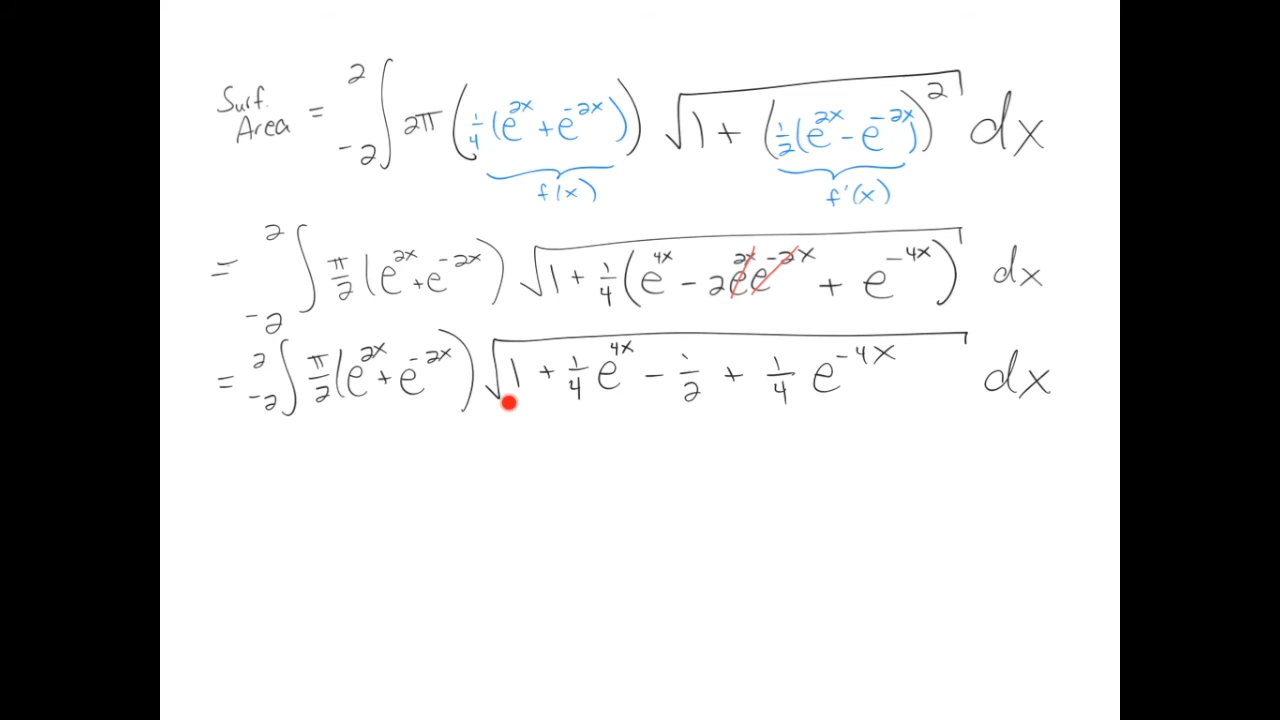 Surf. Area = ∫_{-2}^{2} 2π (1/4 (e^{2x} + e^{-2x})) √(1 + (1/2 (e^{2x} - e^{-2x}))^2) dx
f(x) f'(x)
= ∫_{-2}^{2} π/2 (e^{2x} + e^{-2x}) √(1 + 1/4 (e^{4x} - 2e^{2x}e^{-2x} + e^{-4x})) dx
= ∫_{-2}^{2} π/2 (e^{2x} + e^{-2x}) √(1 + 1/4 e^{4x} - 1/2 + 1/4 e^{-4x}) dx